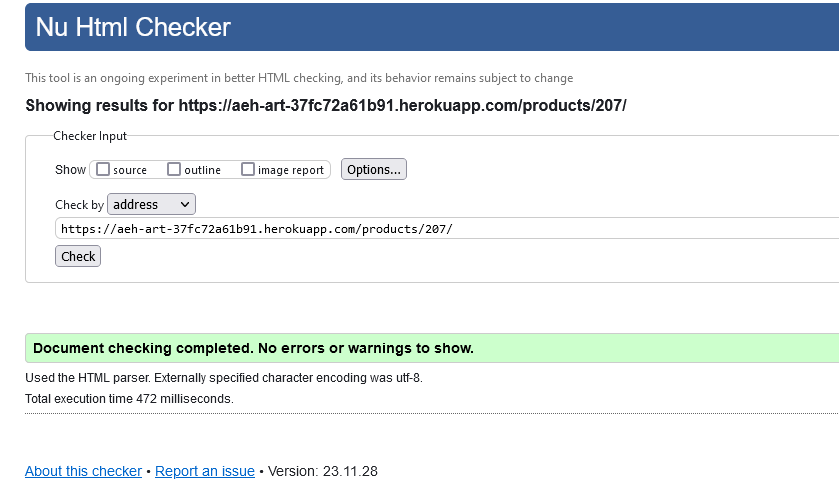 Nu Html Checker
This tool is an ongoing experiment in better HTML checking, and its behavior remains subject to change
Showing results for https://aeh-art-37fc72a61b91.herokuapp.com/products/207/
Checker Input
Show source outline image report Options...
Check by address
https://aeh-art-37fc72a61b91.herokuapp.com/products/207/
Check
Document checking completed. No errors or warnings to show.
Used the HTML parser. Externally specified character encoding was utf-8.
Total execution time 472 milliseconds.
About this checker • Report an issue • Version: 23.11.28